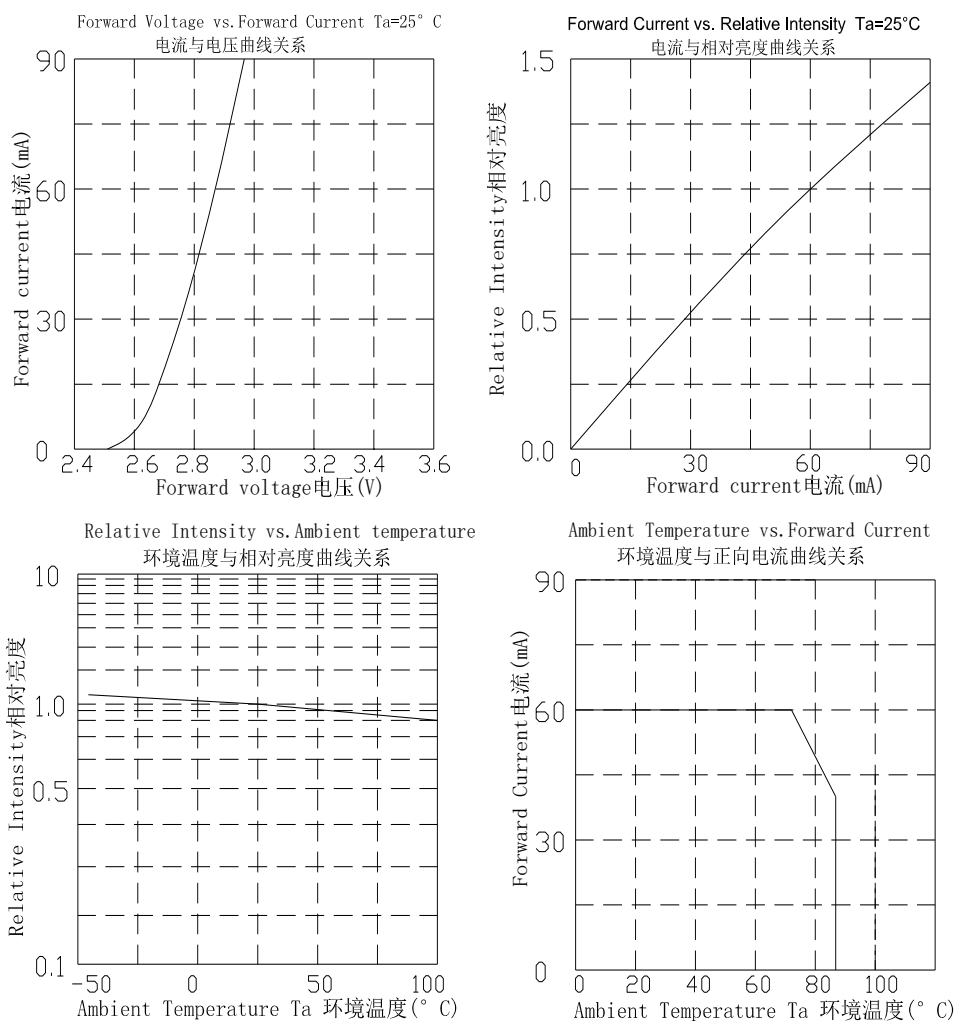 Forward Voltage vs.Forward Current Ta=25°C
电流与电压曲线关系
90
60
30
0
Forward current电流(mA)
2.4 2.6 2.8 3.0 3.2 3.4 3.6
Forward voltage电压(V)
Forward Current vs. Relative Intensity Ta=25°C
电流与相对亮度曲线关系
1.5
1.0
0.5
0.0
Relative Intensity相对亮度
0 30 60 90
Forward current电流(mA)
Relative Intensity vs.Ambient temperature
环境温度与相对亮度曲线关系
10
1.0
0.5
0.1
Relative Intensity相对亮度
-50 0 50 100
Ambient Temperature Ta 环境温度(°C)
Ambient Temperature vs.Forward Current
环境温度与正向电流曲线关系
90
60
30
0
Forward Current电流(mA)
0 20 40 60 80 100
Ambient Temperature Ta 环境温度(°C)